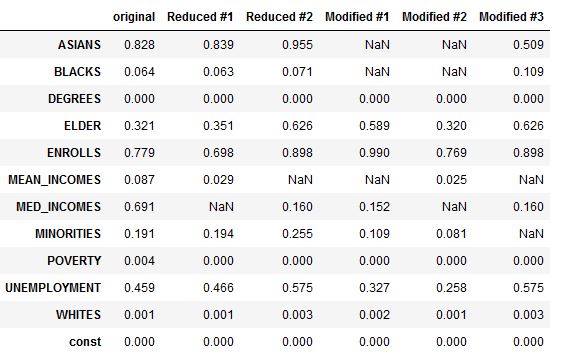 original Reduced #1 Reduced #2 Modified #1 Modified #2 Modified #3
ASIANS 0.828 0.839 0.955 NaN NaN 0.509
BLACKS 0.064 0.063 0.071 NaN NaN 0.109
DEGREES 0.000 0.000 0.000 0.000 0.000 0.000
ELDER 0.321 0.351 0.626 0.589 0.320 0.626
ENROLLS 0.779 0.698 0.898 0.990 0.769 0.898
MEAN_INCOMES 0.087 0.029 NaN NaN 0.025 NaN
MED_INCOMES 0.691 NaN 0.160 0.152 NaN 0.160
MINORITIES 0.191 0.194 0.255 0.109 0.081 NaN
POVERTY 0.004 0.000 0.000 0.000 0.000 0.000
UNEMPLOYMENT 0.459 0.466 0.575 0.327 0.258 0.575
WHITES 0.001 0.001 0.003 0.002 0.001 0.003
const 0.000 0.000 0.000 0.000 0.000 0.000